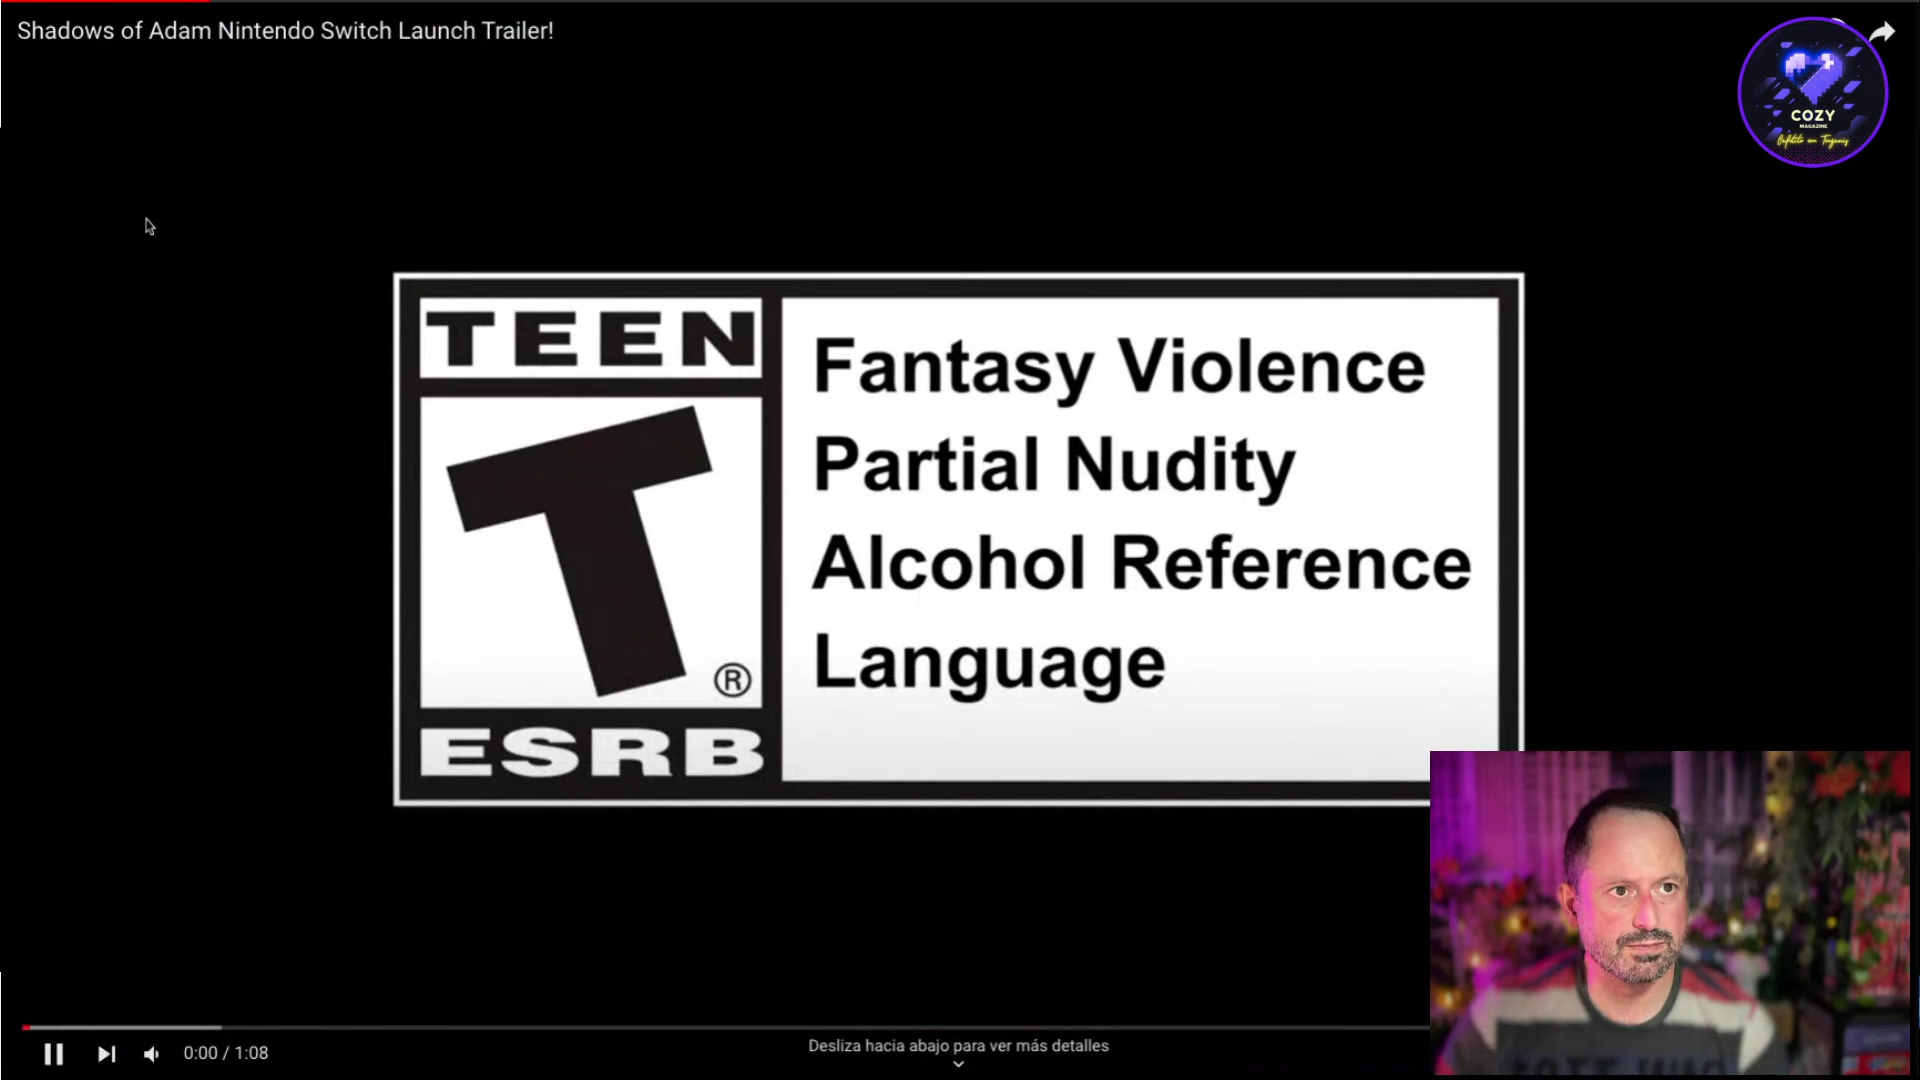 Shadows of Adam Nintendo Switch Launch Trailer!
COZY
MAGAZINE
TEEN
T
®
ESRB
Fantasy Violence
Partial Nudity
Alcohol Reference
Language
0:00 / 1:08
Desliza hacia abajo para ver más detalles